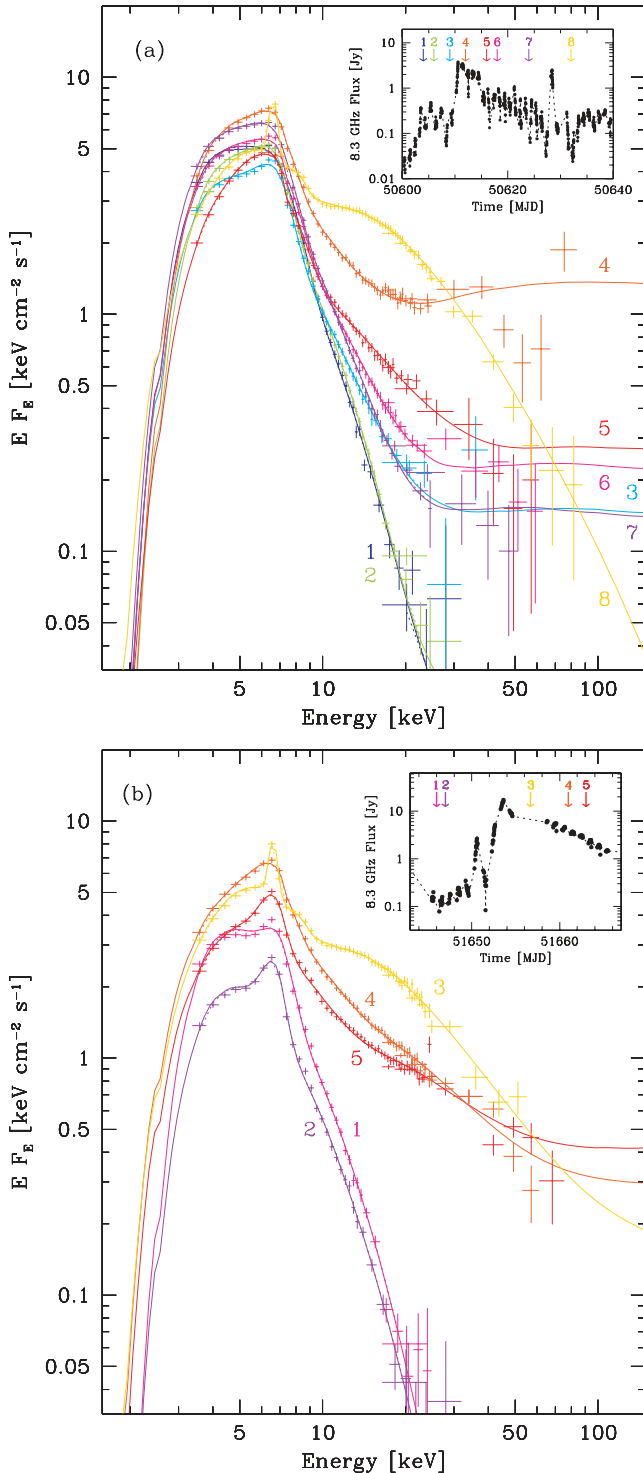 (a)
1 2 3 4 5 6 7 8
8.3 GHz Flux [Jy]
10
1
0.1
0.01
50600 50620 50640
Time [MJD]
E F_E [keV cm⁻² s⁻¹]
10
5
1
0.5
0.1
0.05
4
5
6
3
7
8
1
2
5 10 50 100
Energy [keV]
(b)
1 2 3 4 5
8.3 GHz Flux [Jy]
10
1
0.1
51650 51660
Time [MJD]
E F_E [keV cm⁻² s⁻¹]
10
5
1
0.5
0.1
0.05
3
4
5
1
2
5 10 50 100
Energy [keV]